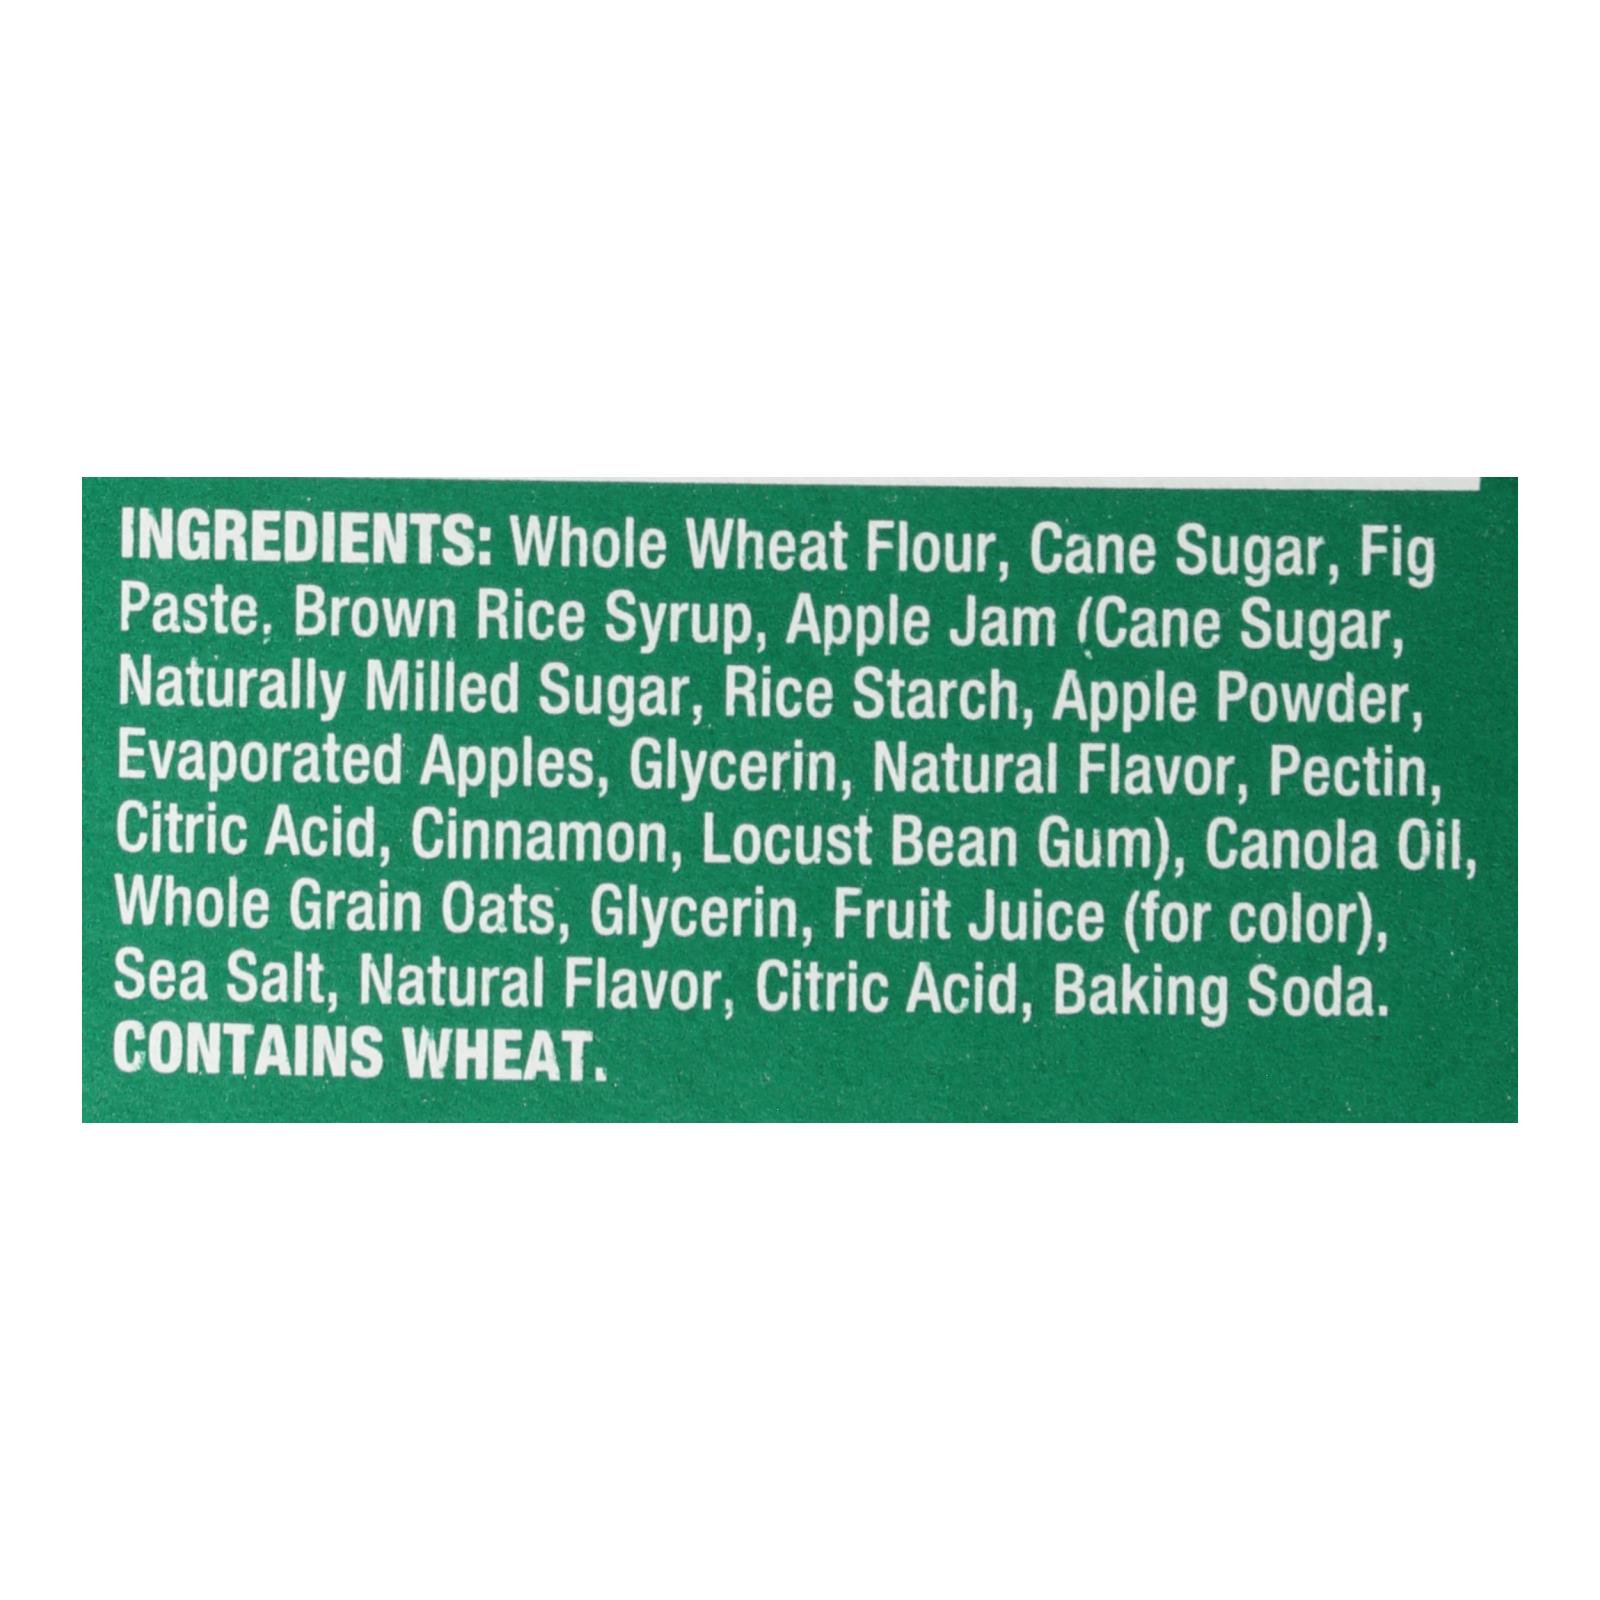 INGREDIENTS: Whole Wheat Flour, Cane Sugar, Fig
Paste, Brown Rice Syrup, Apple Jam (Cane Sugar,
Naturally Milled Sugar, Rice Starch, Apple Powder,
Evaporated Apples, Glycerin, Natural Flavor, Pectin,
Citric Acid, Cinnamon, Locust Bean Gum), Canola Oil,
Whole Grain Oats, Glycerin, Fruit Juice (for color),
Sea Salt, Natural Flavor, Citric Acid, Baking Soda.
CONTAINS WHEAT.